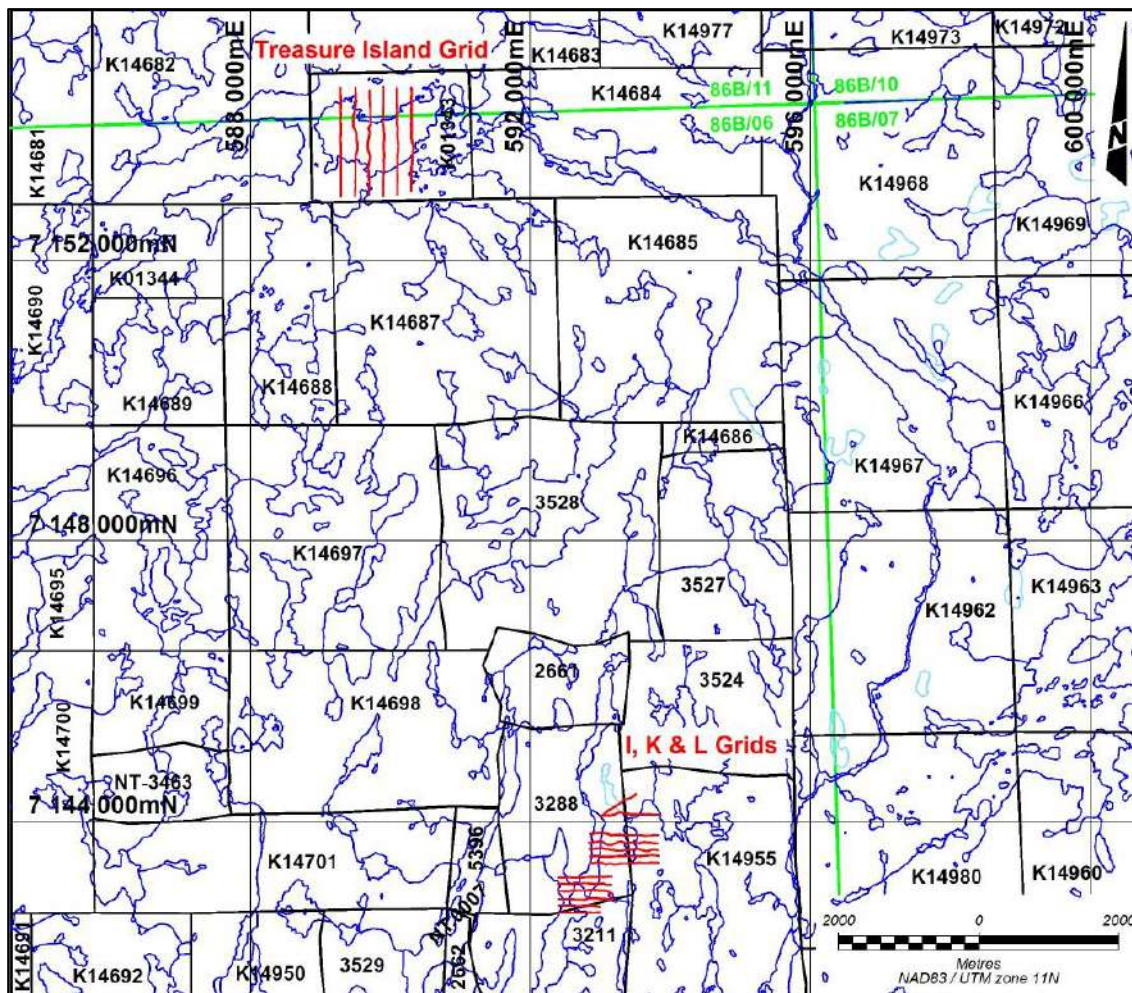 K14977
K14973
K14972
Treasure Island Grid
K14683
K14682
588 000mE
592 000mE
596 000mE
600 000mE
K14684
86B/11
86B/10
86B/06
86B/07
K01343
K14681
N
K14968
K14969
7 152 000mN
K14685
K01344
K14690
K14687
K14688
K14689
K14966
K14686
K14967
K14696
3528
7 148 000mN
K14697
K14695
3527
K14963
K14962
2661
3524
K14699
K14698
K14700
I, K & L Grids
NT-3463
7 144 000mN
3288
K14701
5396
K14955
K14980
K14960
3211
K14691
K14692
K14950
3529
2662
2000
0
2000
Metres
NAD83 / UTM zone 11N